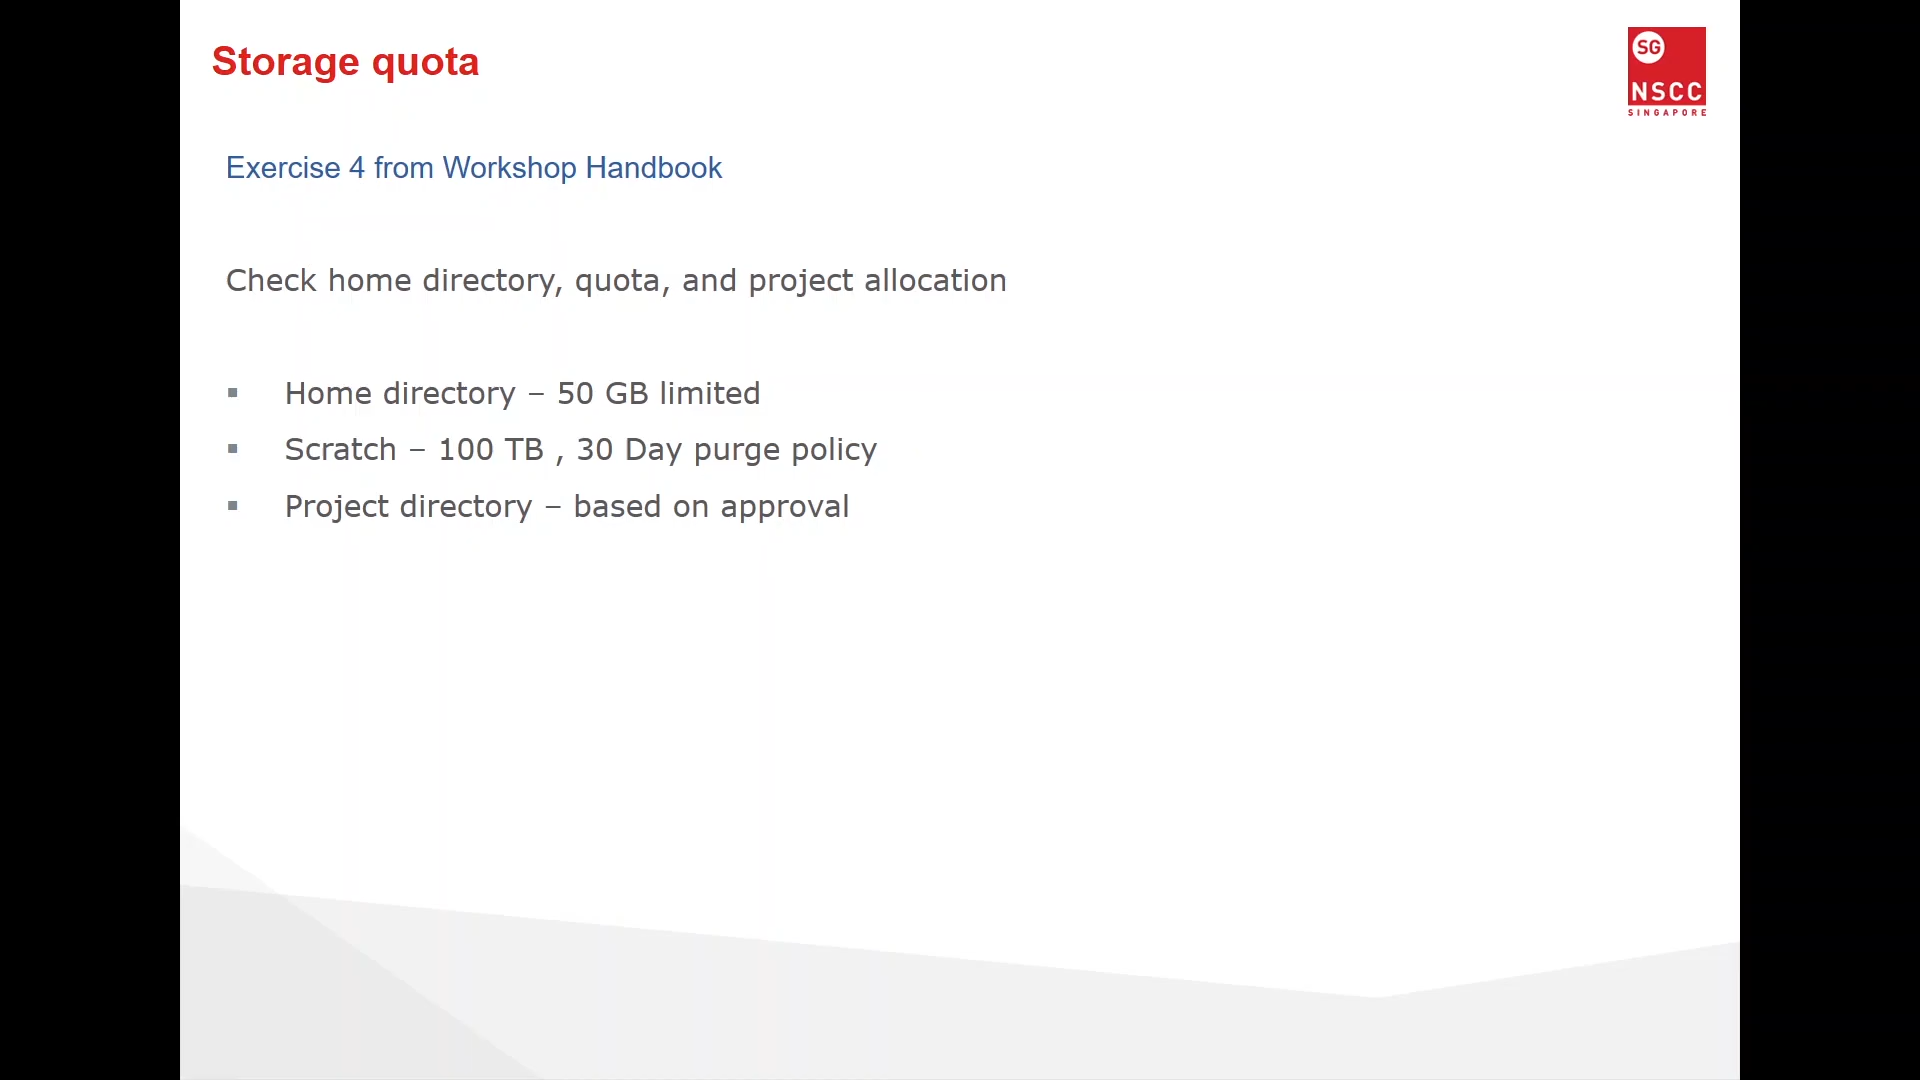 Storage quota
SG
NSCC
SINGAPORE
Exercise 4 from Workshop Handbook
Check home directory, quota, and project allocation
▪ Home directory – 50 GB limited
▪ Scratch – 100 TB , 30 Day purge policy
▪ Project directory – based on approval